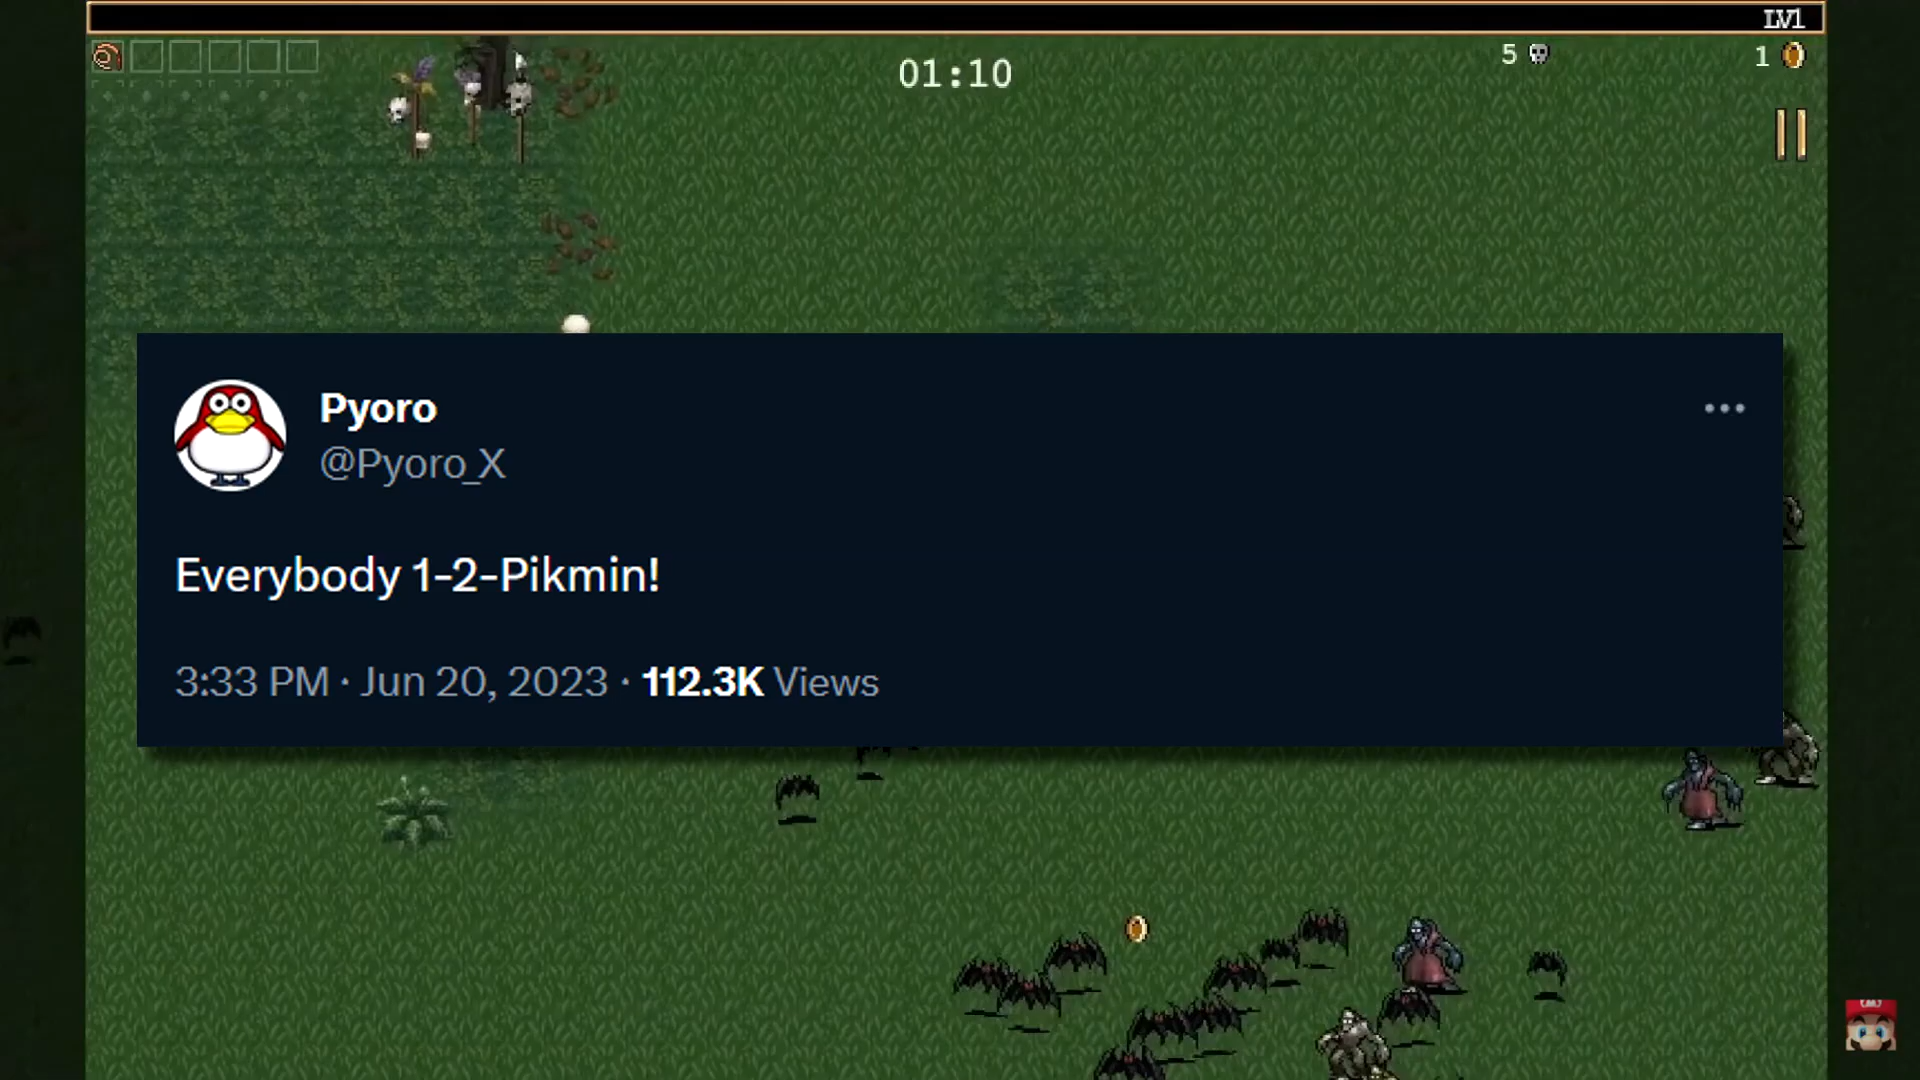 LV1
5
1
01:10
Pyoro
@Pyoro_X
Everybody 1-2-Pikmin!
3:33 PM · Jun 20, 2023 · 112.3K Views